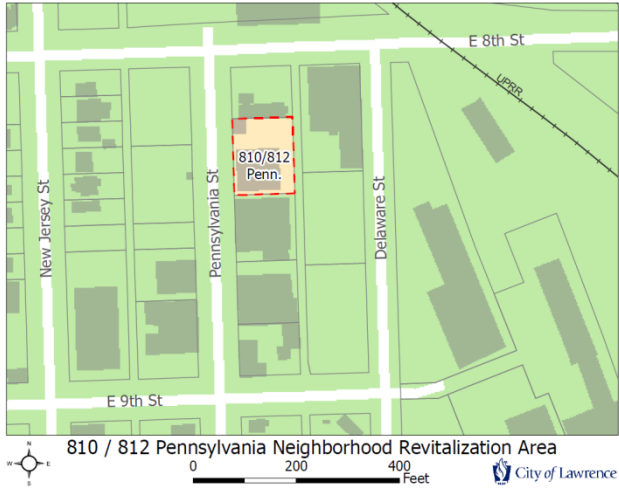 E 8th St
UPRR
810/812
Penn.
New Jersey St
Pennsylvania St
Delaware St
E 9th St
810 / 812 Pennsylvania Neighborhood Revitalization Area
N
W E
S
0 200 400
Feet
City of Lawrence